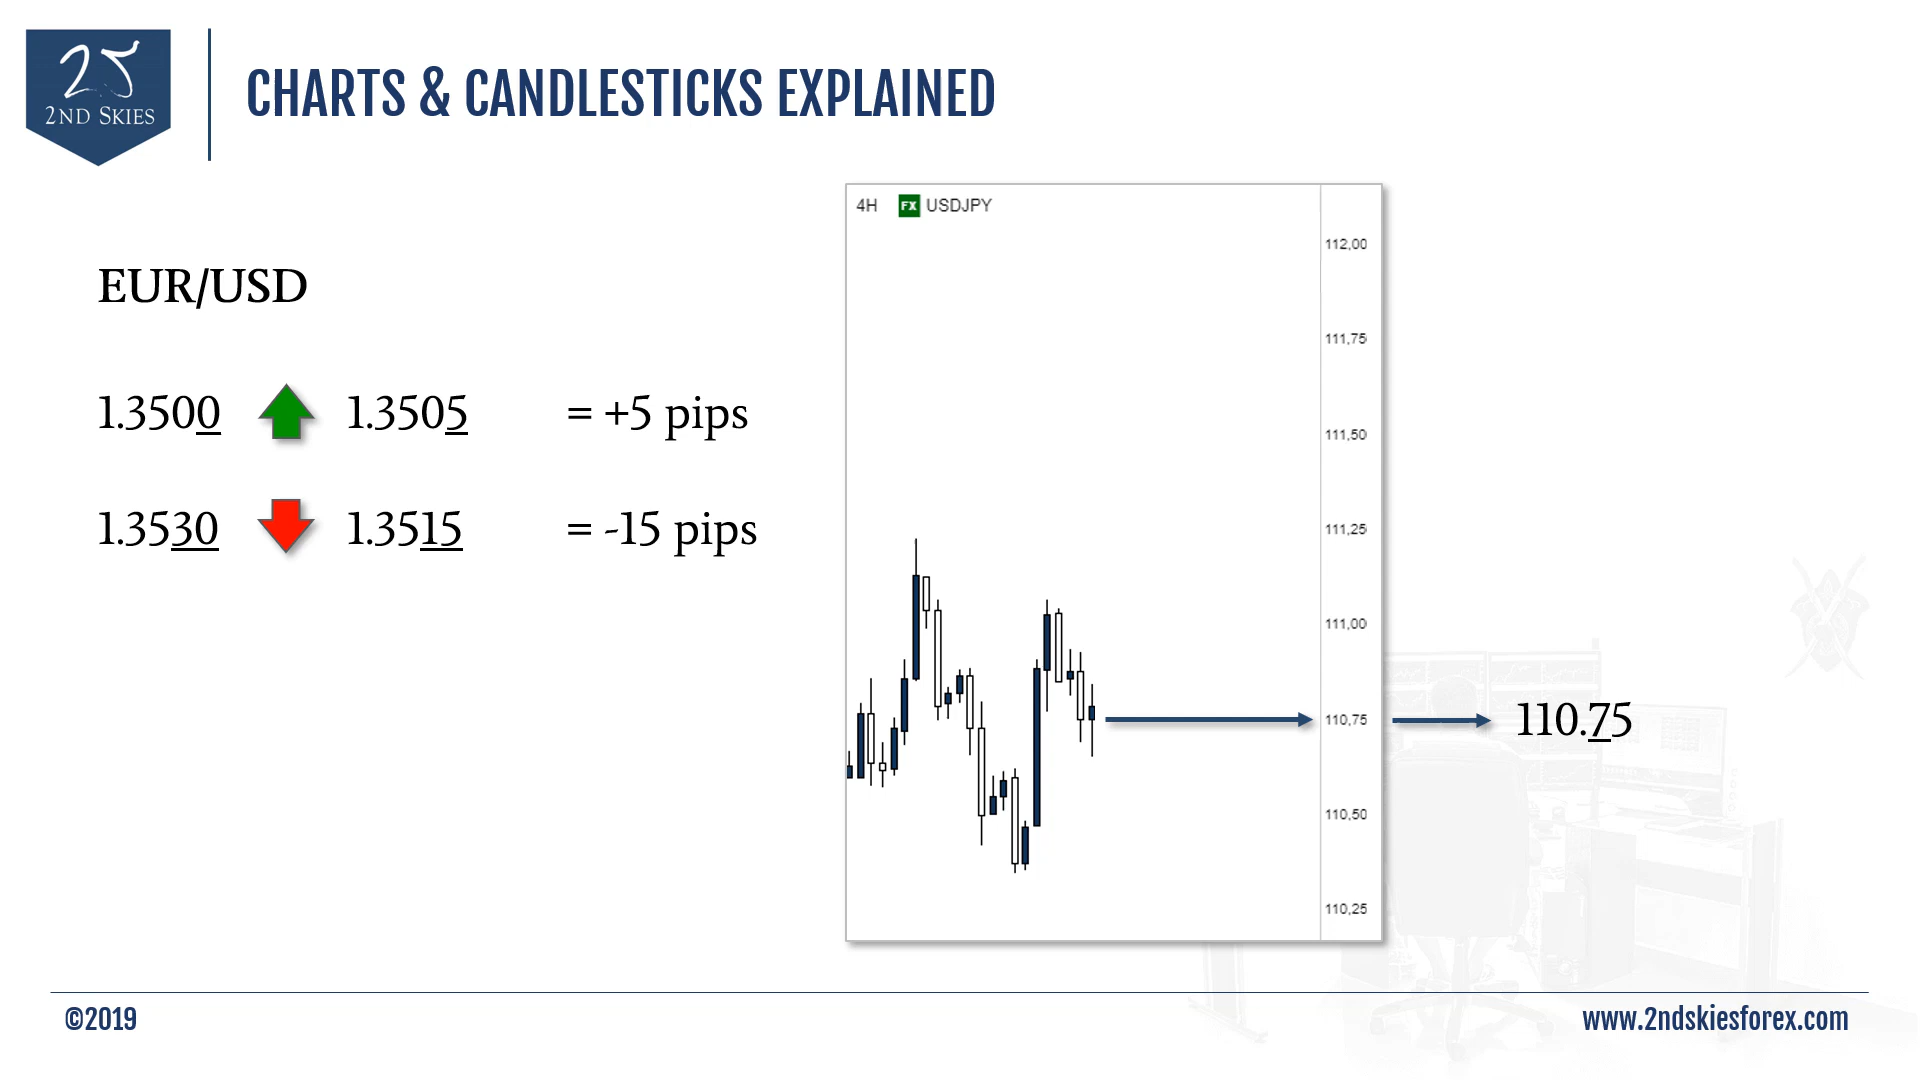 25
2ND SKIES
CHARTS & CANDLESTICKS EXPLAINED
EUR/USD
1.3500 1.3505 = +5 pips
1.3530 1.3515 = -15 pips
4H FX USDJPY
112,00
111,75
111,50
111,25
111,00
110,75
110,50
110,25
110.75
©2019
www.2ndskiesforex.com